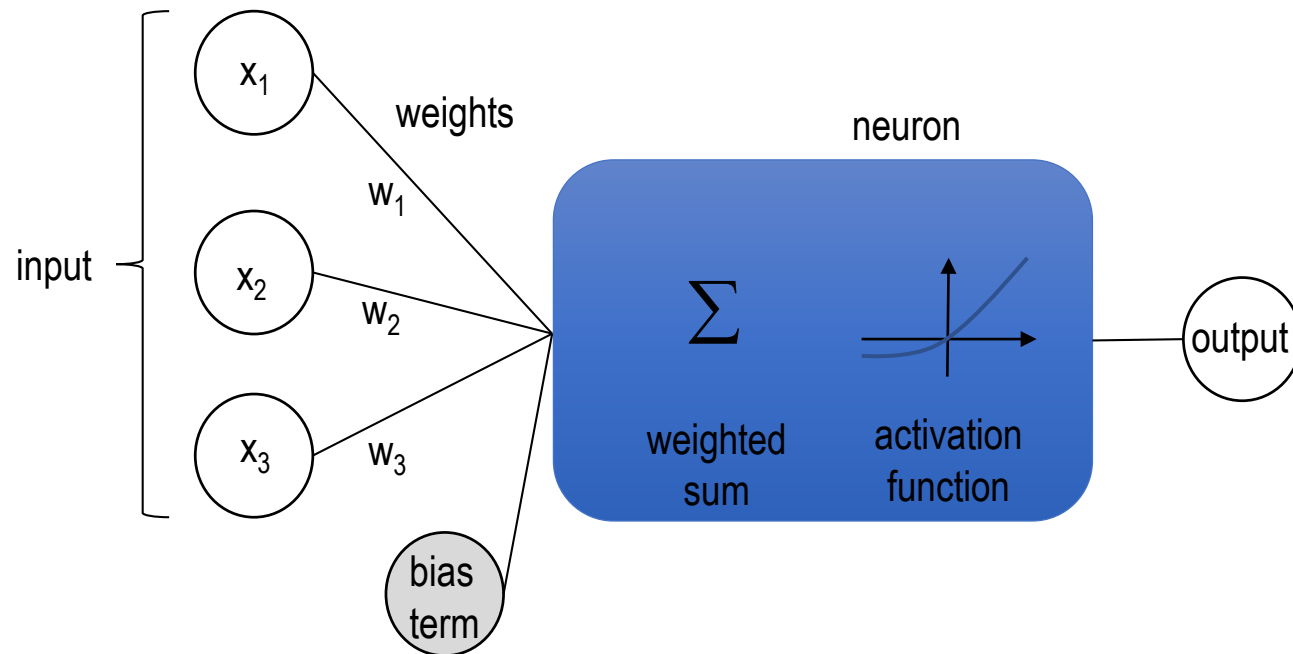 x₁
weights
neuron
w₁
input
x₂
w₂
Σ
output
x₃
w₃
weighted
sum
activation
function
bias
term